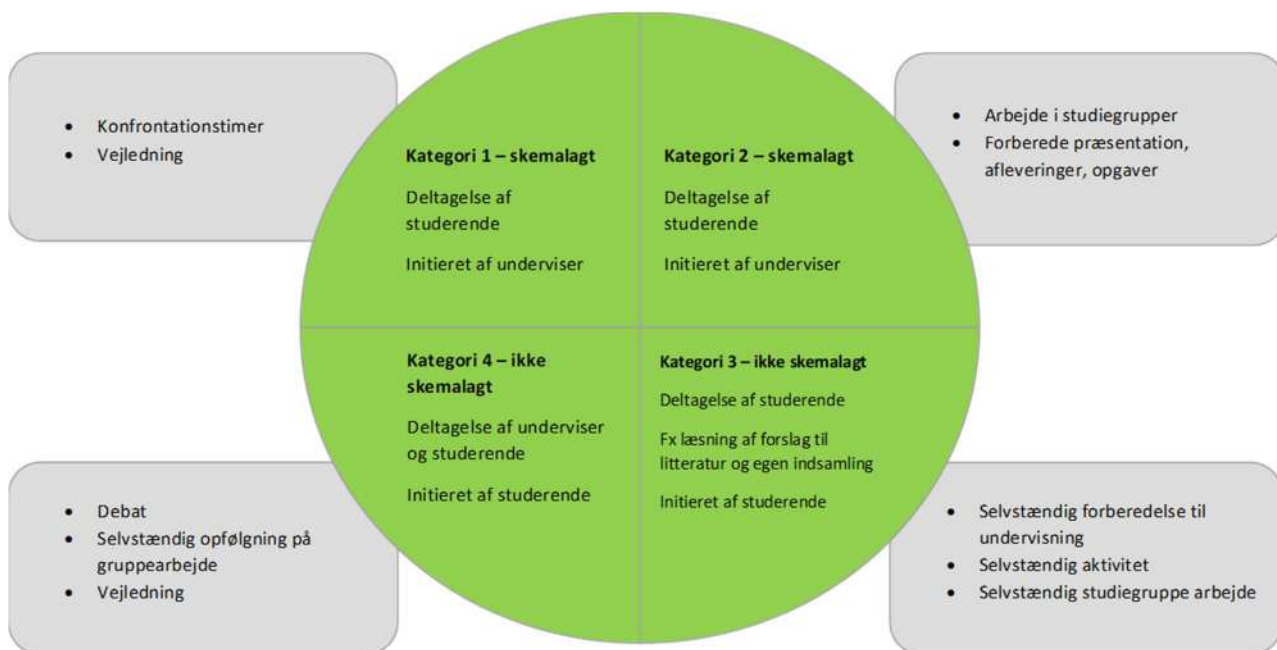 • Konfrontationstimer
• Vejledning
Kategori 1 – skemalagt
Deltagelse af
studerende
Initieret af underviser
Kategori 2 – skemalagt
Deltagelse af
studerende
Initieret af underviser
• Arbejde i studiegrupper
• Forberede præsentation,
afleveringer, opgaver
Kategori 4 – ikke
skemalagt
Deltagelse af underviser
og studerende
Initieret af studerende
Kategori 3 – ikke skemalagt
Deltagelse af studerende
Fx læsning af forslag til
litteratur og egen indsamling
Initieret af studerende
• Debat
• Selvstændig opfølgning på
gruppearbejde
• Vejledning
• Selvstændig forberedelse til
undervisning
• Selvstændig aktivitet
• Selvstændig studiegruppe arbejde